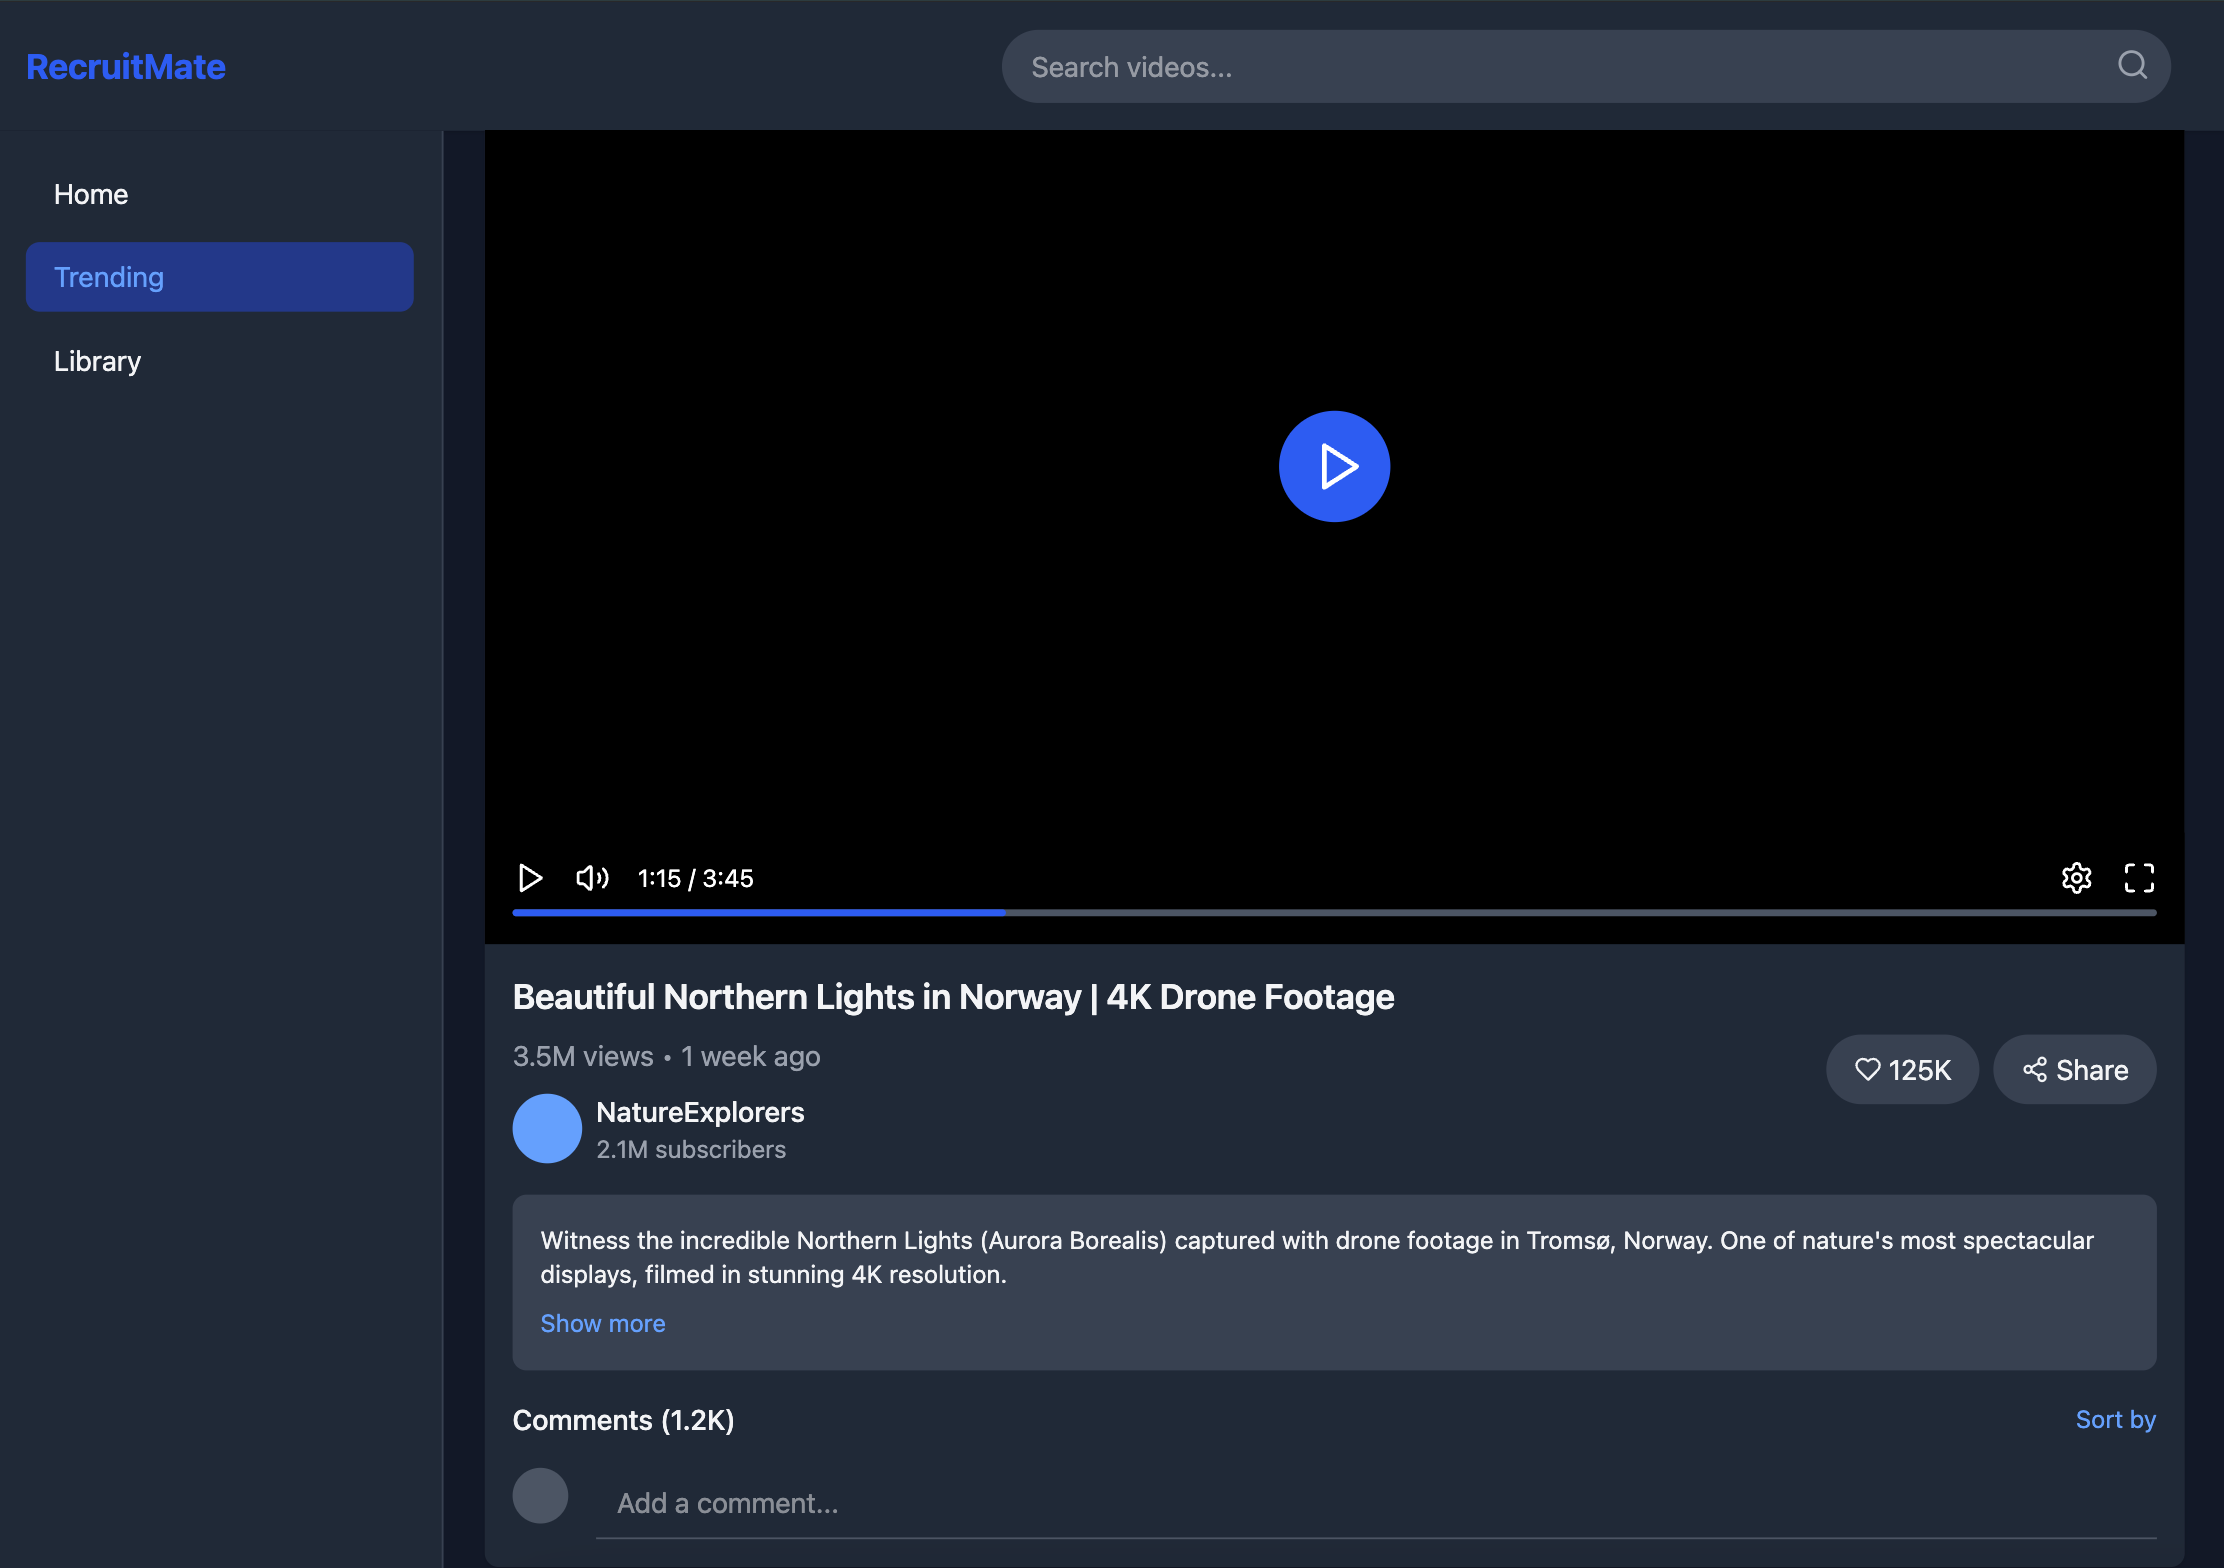 RecruitMate
Search videos...
Home
Trending
Library
1:15 / 3:45
Beautiful Northern Lights in Norway | 4K Drone Footage
3.5M views • 1 week ago
125K
Share
NatureExplorers
2.1M subscribers
Witness the incredible Northern Lights (Aurora Borealis) captured with drone footage in Tromsø, Norway. One of nature's most spectacular
displays, filmed in stunning 4K resolution.
Show more
Comments (1.2K)
Sort by
Add a comment...